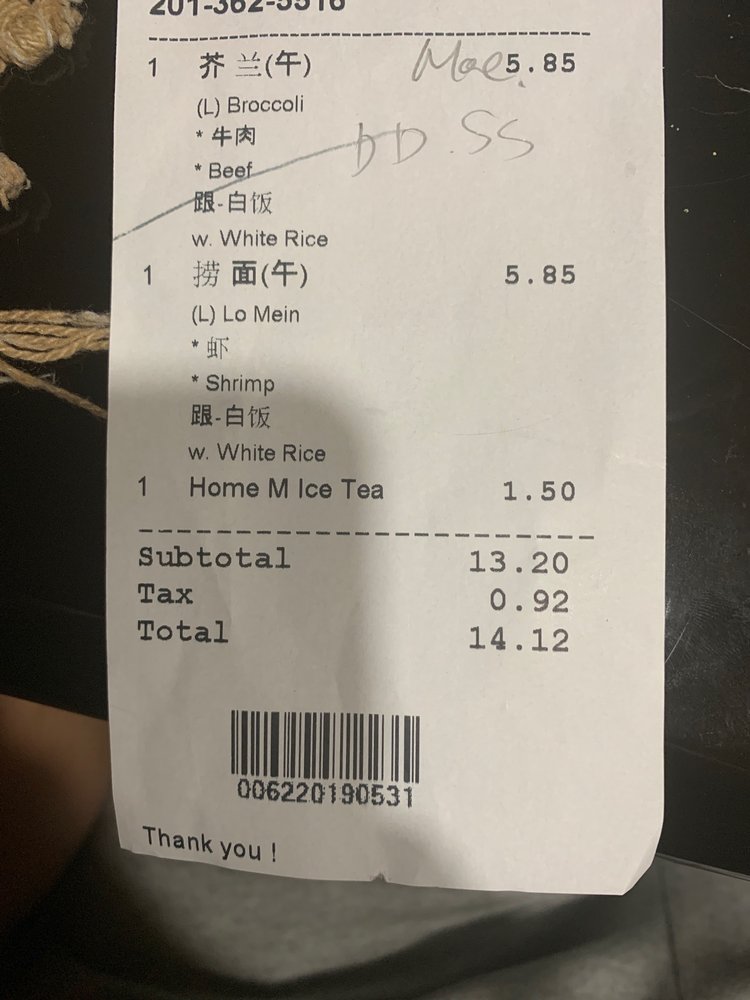 1 芥兰(午) 5.85
(L) Broccoli
* 牛肉
DD.SS
* Beef
跟-白饭
w. White Rice
1 捞面(午) 5.85
(L) Lo Mein
* 虾
* Shrimp
跟-白饭
w. White Rice
1 Home M Ice Tea 1.50
Subtotal 13.20
Tax 0.92
Total 14.12
006220190531
Thank you !